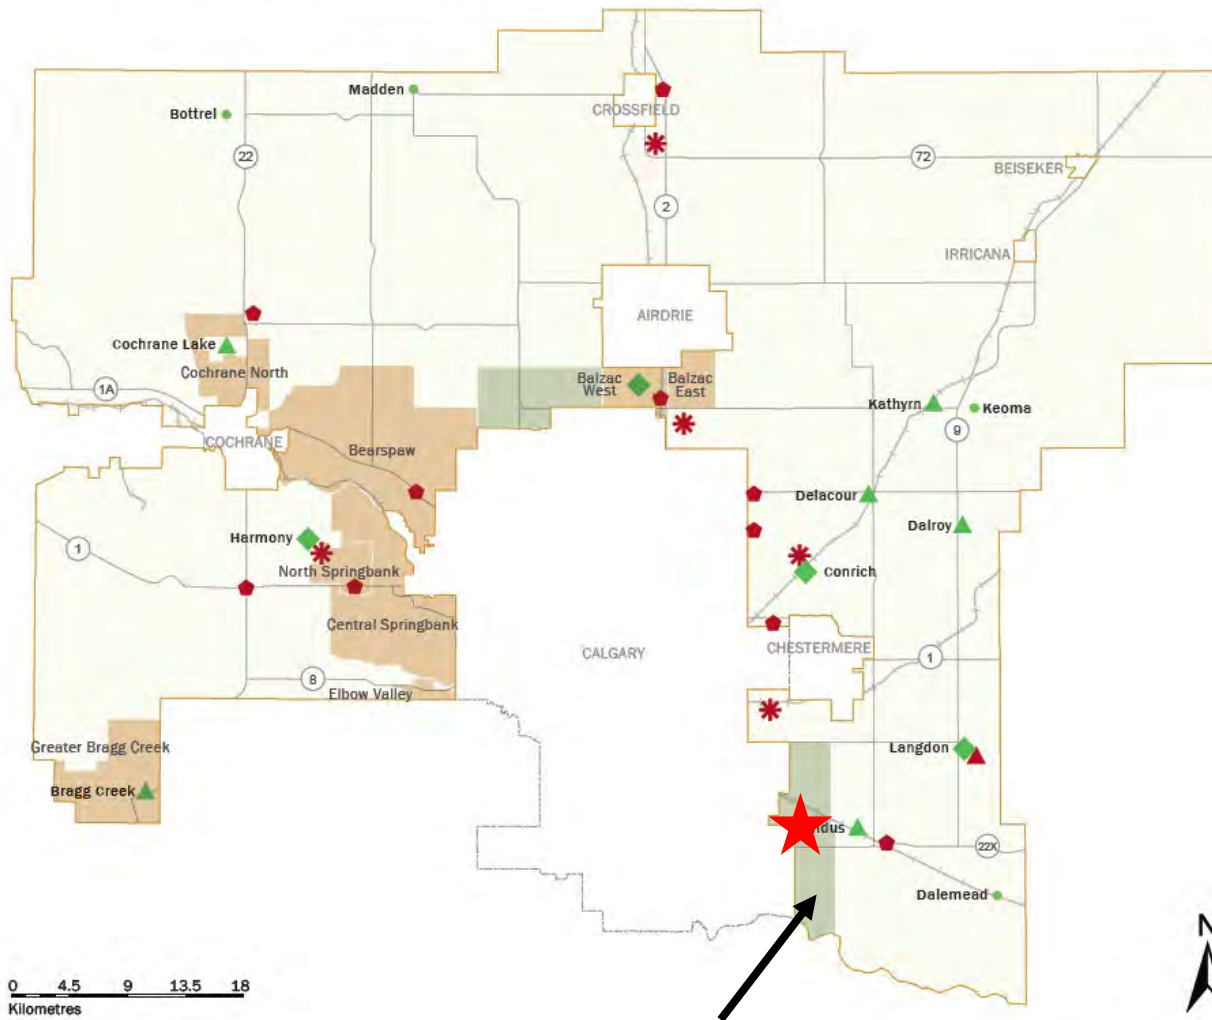 Madden
CROSSFIELD
Bottrel
22
72
BEISEKER
2
IRRICANA
AIRDRIE
Cochrane Lake
Cochrane North
1A
Balzac
West
Balzac
East
Kathyrn
Keoma
COCHRANE
9
Bearspaw
Delacour
Dalroy
Harmony
1
North Springbank
Conrich
Central Springbank
CALGARY
CHESTERMERE
1
8
Elbow Valley
Greater Bragg Creek
Langdon
Bragg Creek
22X
Dalemead
N
0 4.5 9 13.5 18
Kilometres